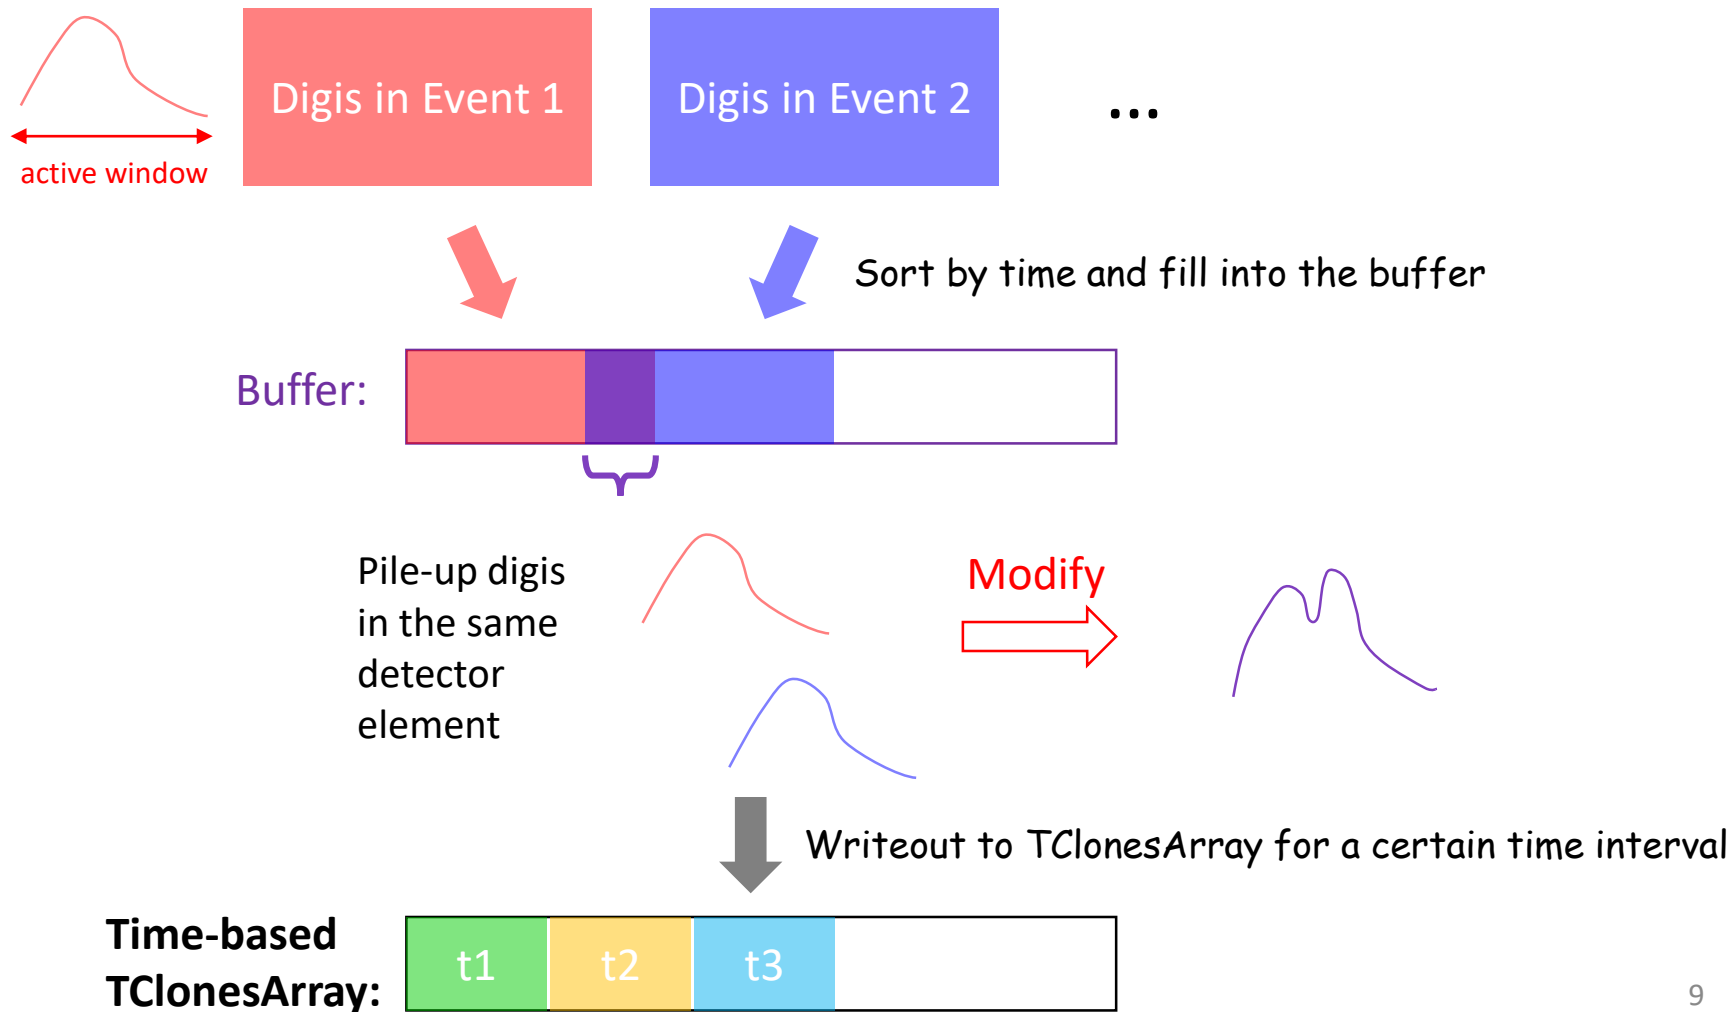 Digis in Event 1
Digis in Event 2
...
active window
Sort by time and fill into the buffer
Buffer:
Pile-up digis
in the same
detector
element
Modify
Writeout to TClonesArray for a certain time interval
Time-based
TClonesArray:
t1
t2
t3
9